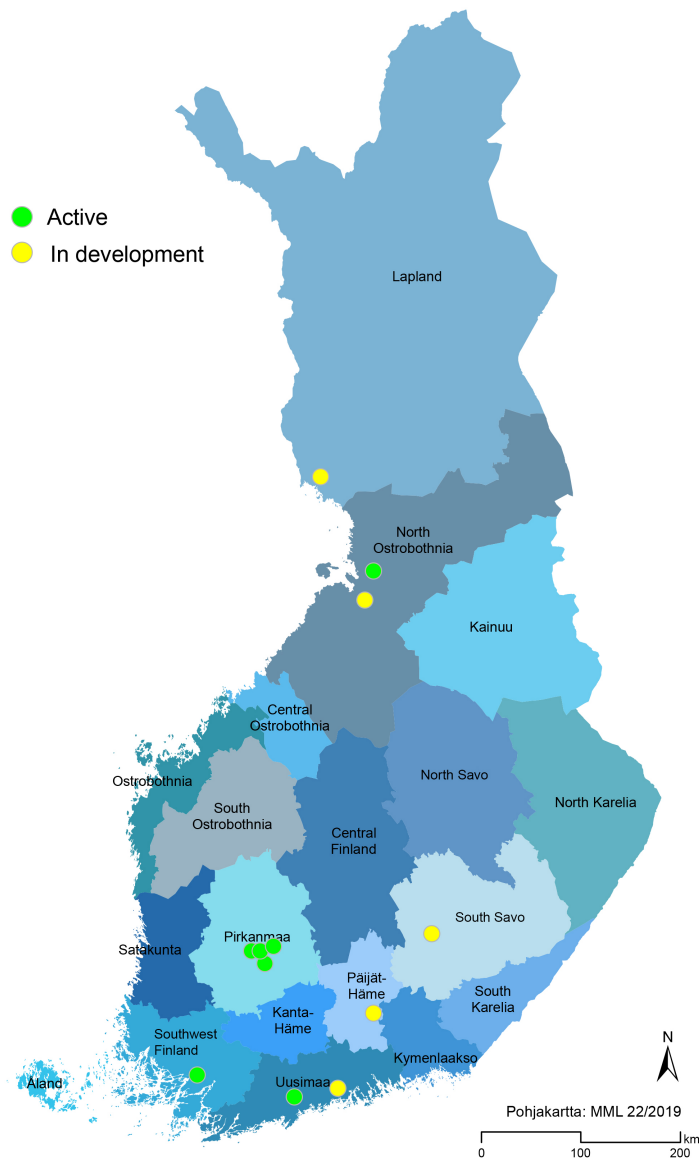 Active
In development
Lapland
North
Ostrobothnia
Kainuu
Central
Ostrobothnia
Ostrobothnia
North Savo
North Karelia
South
Ostrobothnia
Central
Finland
South Savo
Pirkanmaa
Satakunta
Päijät-
Häme
South
Karelia
Kanta-
Häme
Southwest
Finland
Kymenlaakso
Uusimaa
Åland
N
Pohjakartta: MML 22/2019
km
0 100 200